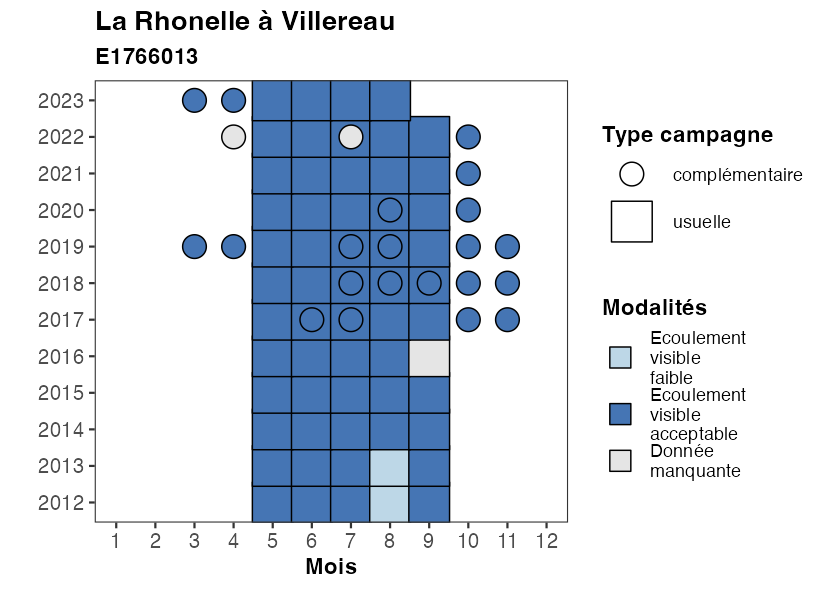 La Rhonelle à Villereau
E1766013
2023
2022
2021
2020
2019
2018
2017
2016
2015
2014
2013
2012
1 2 3 4 5 6 7 8 9 10 11 12
Mois
Type campagne
complémentaire
usuelle
Modalités
Ecoulement
visible
faible
Ecoulement
visible
acceptable
Donnée
manquante